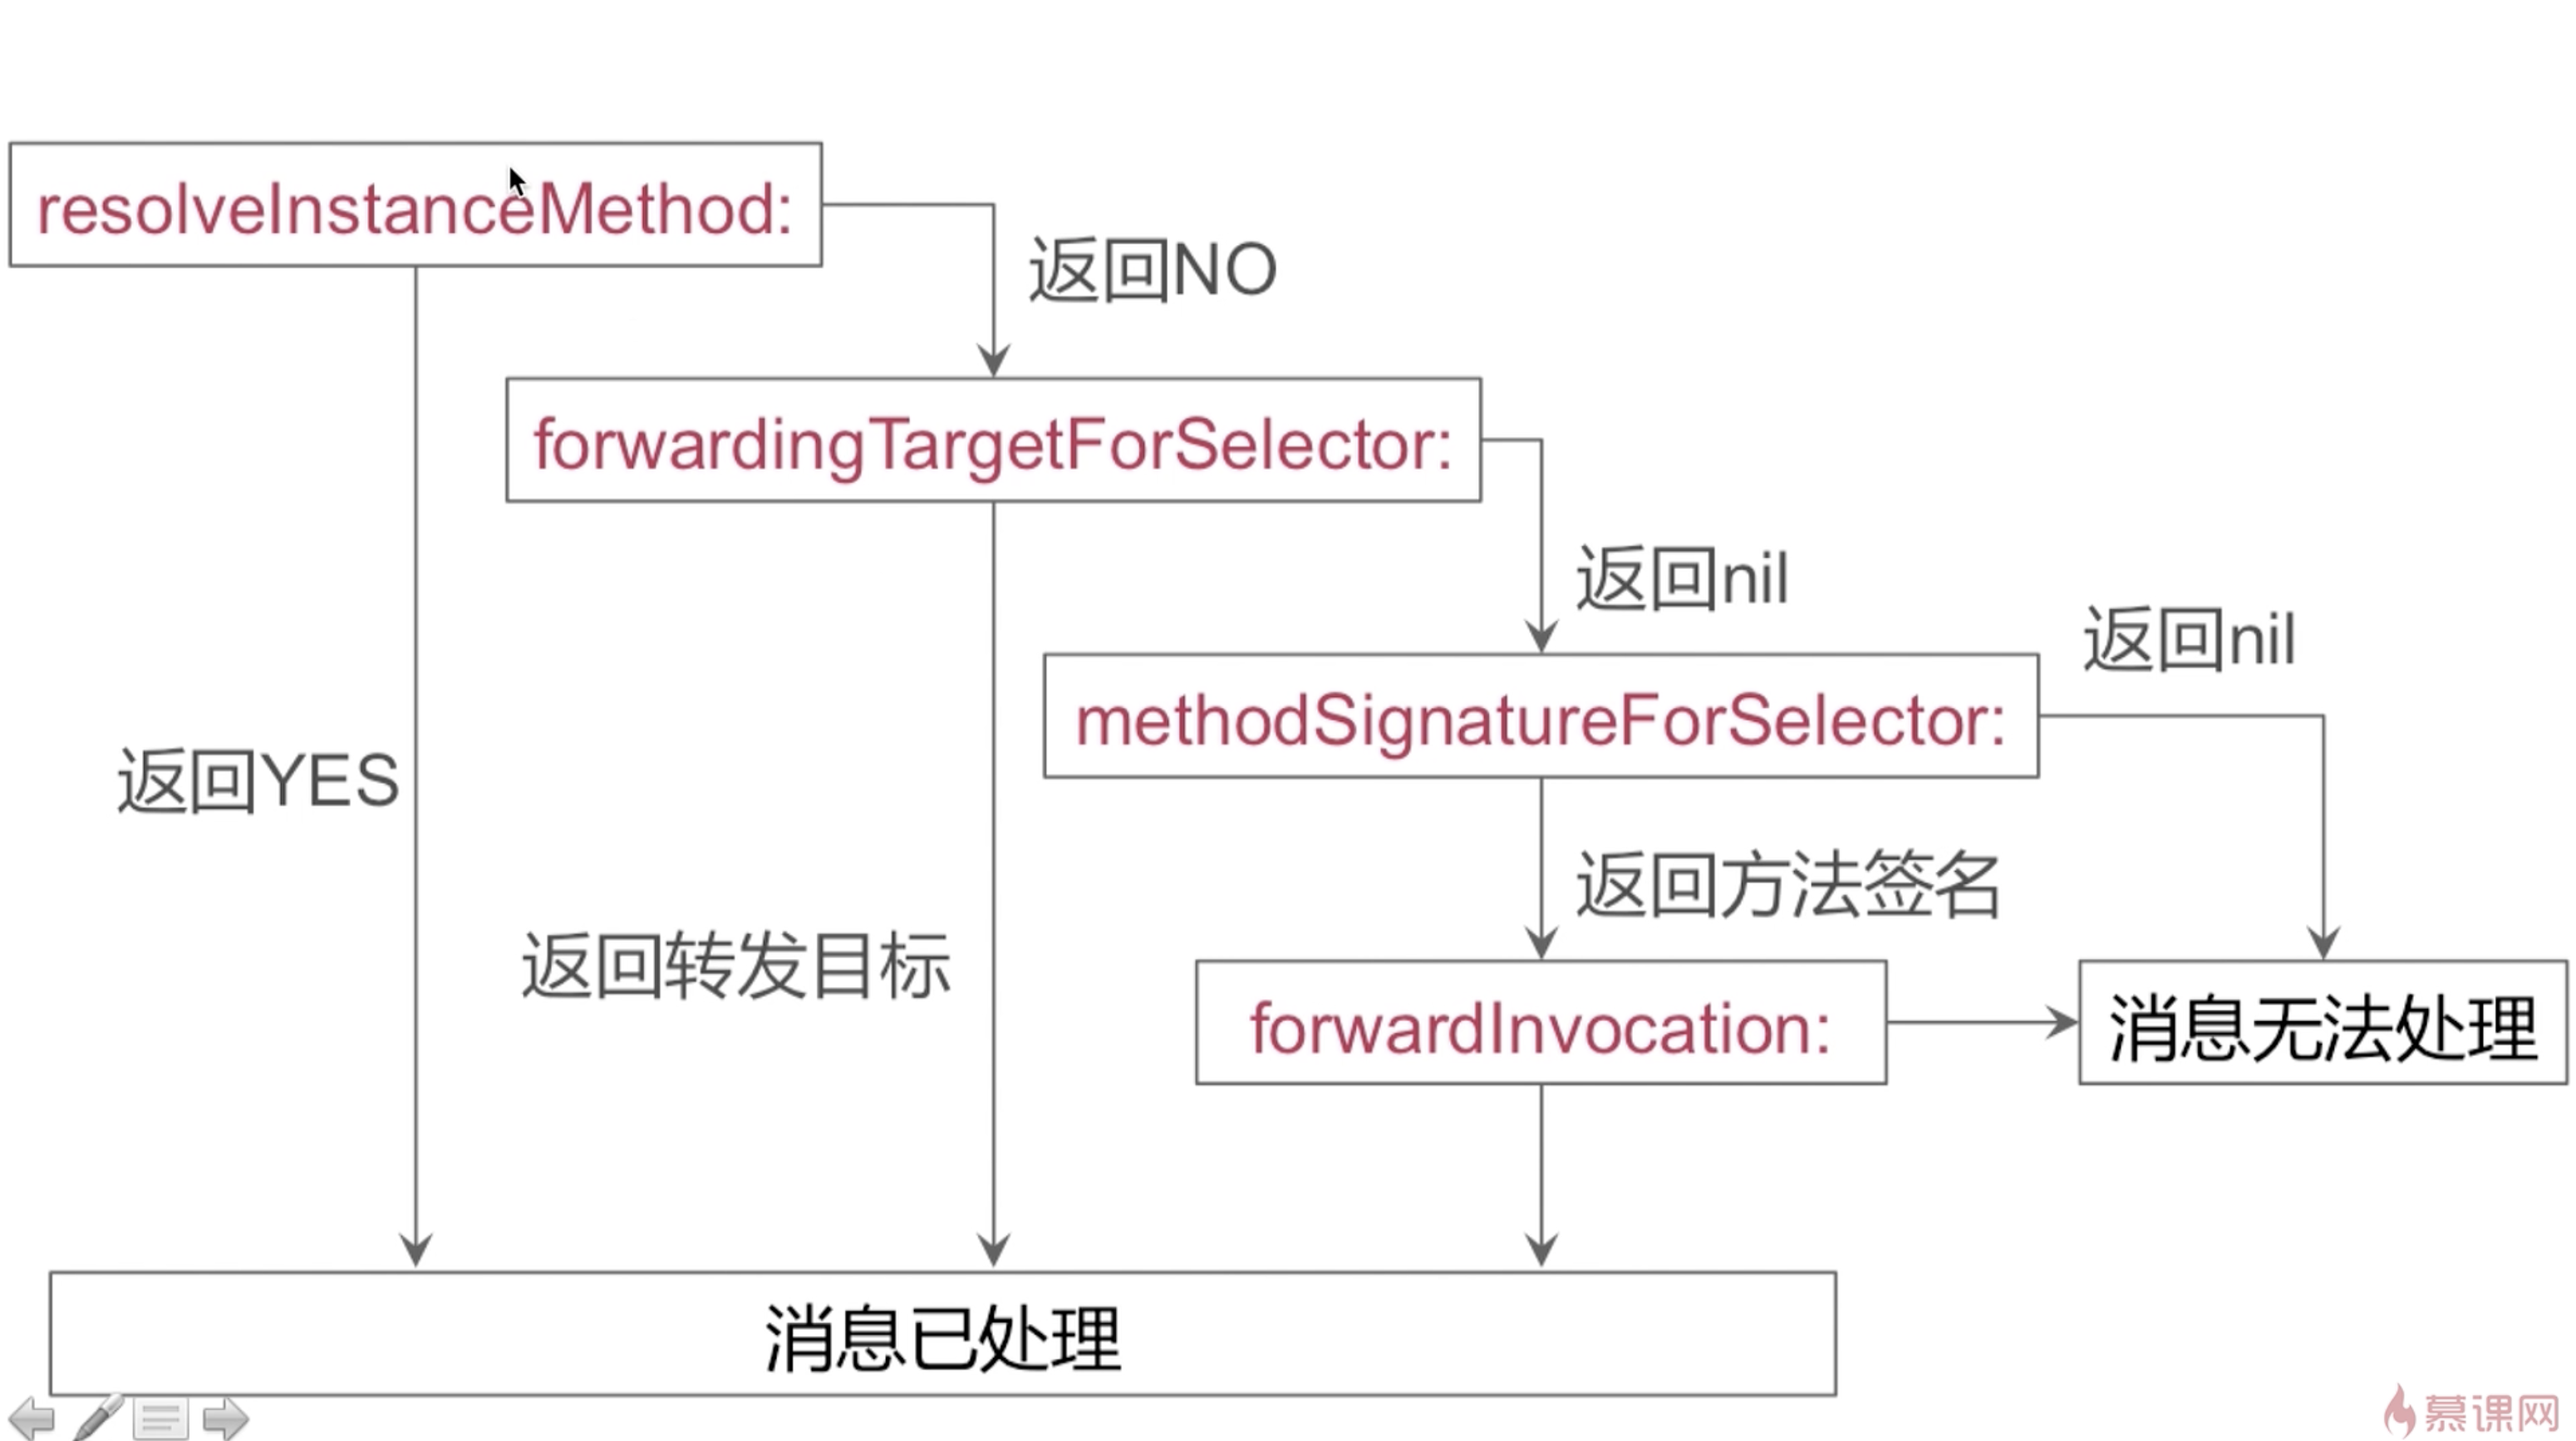 resolveInstanceMethod:
返回NO
forwardingTargetForSelector:
返回nil
返回nil
methodSignatureForSelector:
返回YES
返回方法签名
返回转发目标
forwardInvocation:
消息无法处理
消息已处理
慕课网